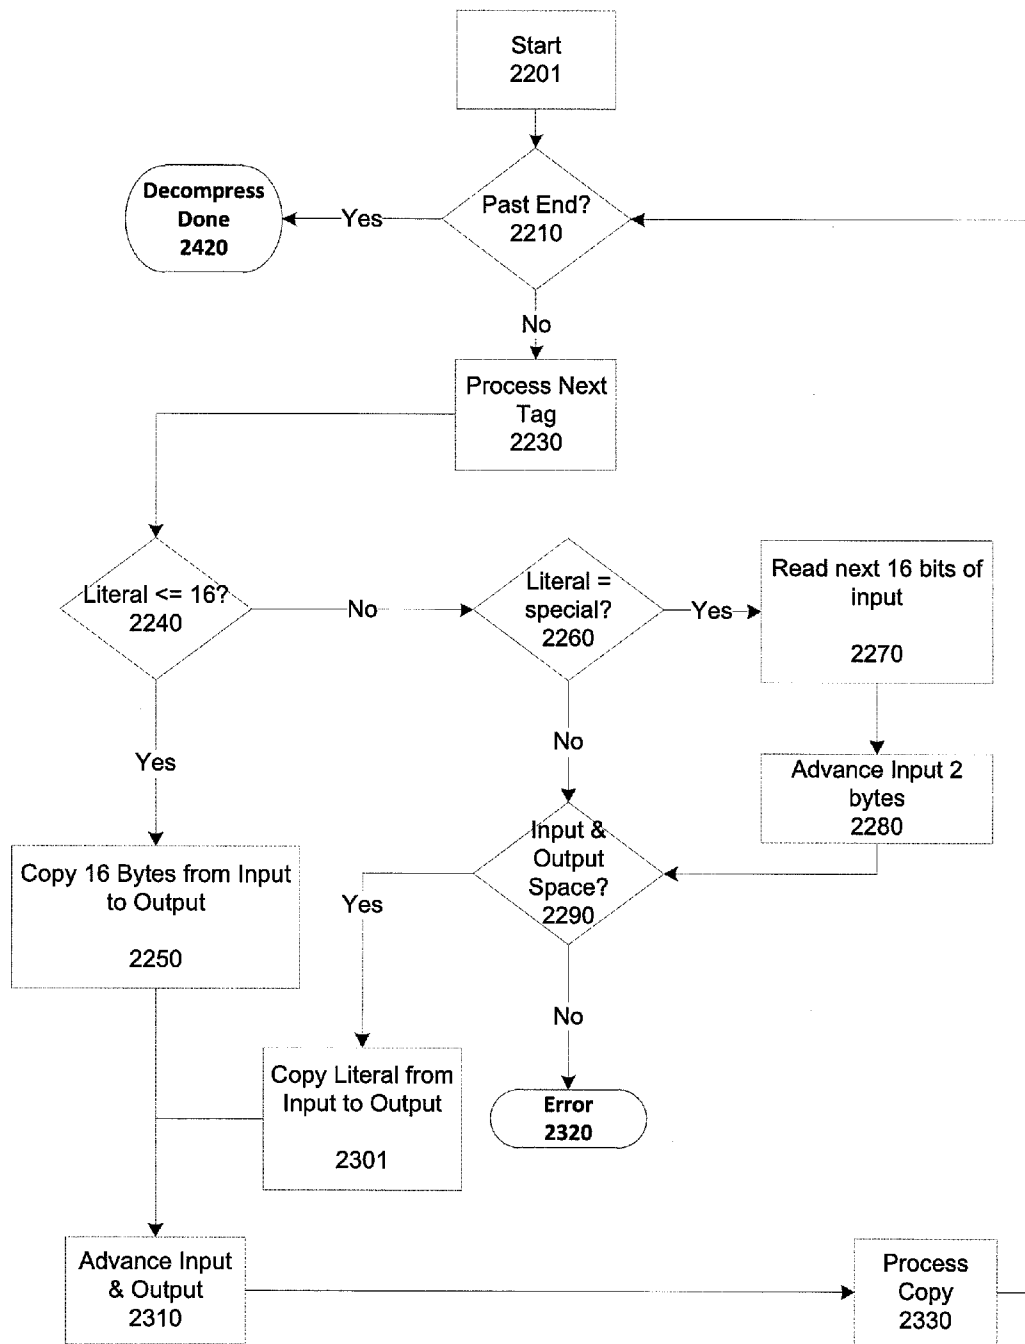 Start
2201
Decompress
Done
2420
Yes
Past End?
2210
No
Process Next
Tag
2230
Literal <= 16?
2240
No
Literal =
special?
2260
Yes
Read next 16 bits of
input
2270
Yes
No
Advance Input 2
bytes
2280
Input &
Output
Space?
2290
Copy 16 Bytes from Input
to Output
2250
Yes
No
Copy Literal from
Input to Output
2301
Error
2320
Advance Input
& Output
2310
Process
Copy
2330